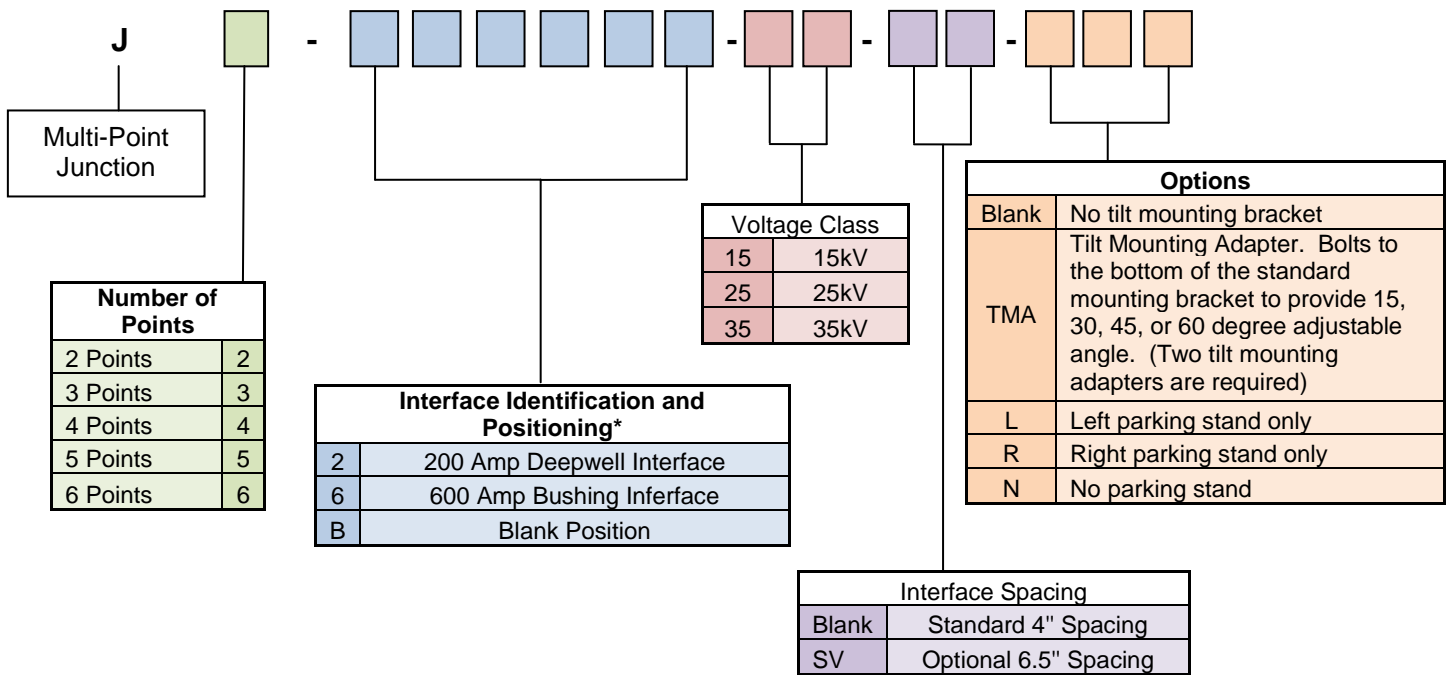 J - - - -
Multi-Point
Junction
Number of
Points
2 Points 2
3 Points 3
4 Points 4
5 Points 5
6 Points 6
Interface Identification and
Positioning*
2 200 Amp Deepwell Interface
6 600 Amp Bushing Inferface
B Blank Position
Voltage Class
15 15kV
25 25kV
35 35kV
Interface Spacing
Blank Standard 4" Spacing
SV Optional 6.5" Spacing
Options
Blank No tilt mounting bracket
TMA Tilt Mounting Adapter. Bolts to
the bottom of the standard
mounting bracket to provide 15,
30, 45, or 60 degree adjustable
angle. (Two tilt mounting
adapters are required)
L Left parking stand only
R Right parking stand only
N No parking stand